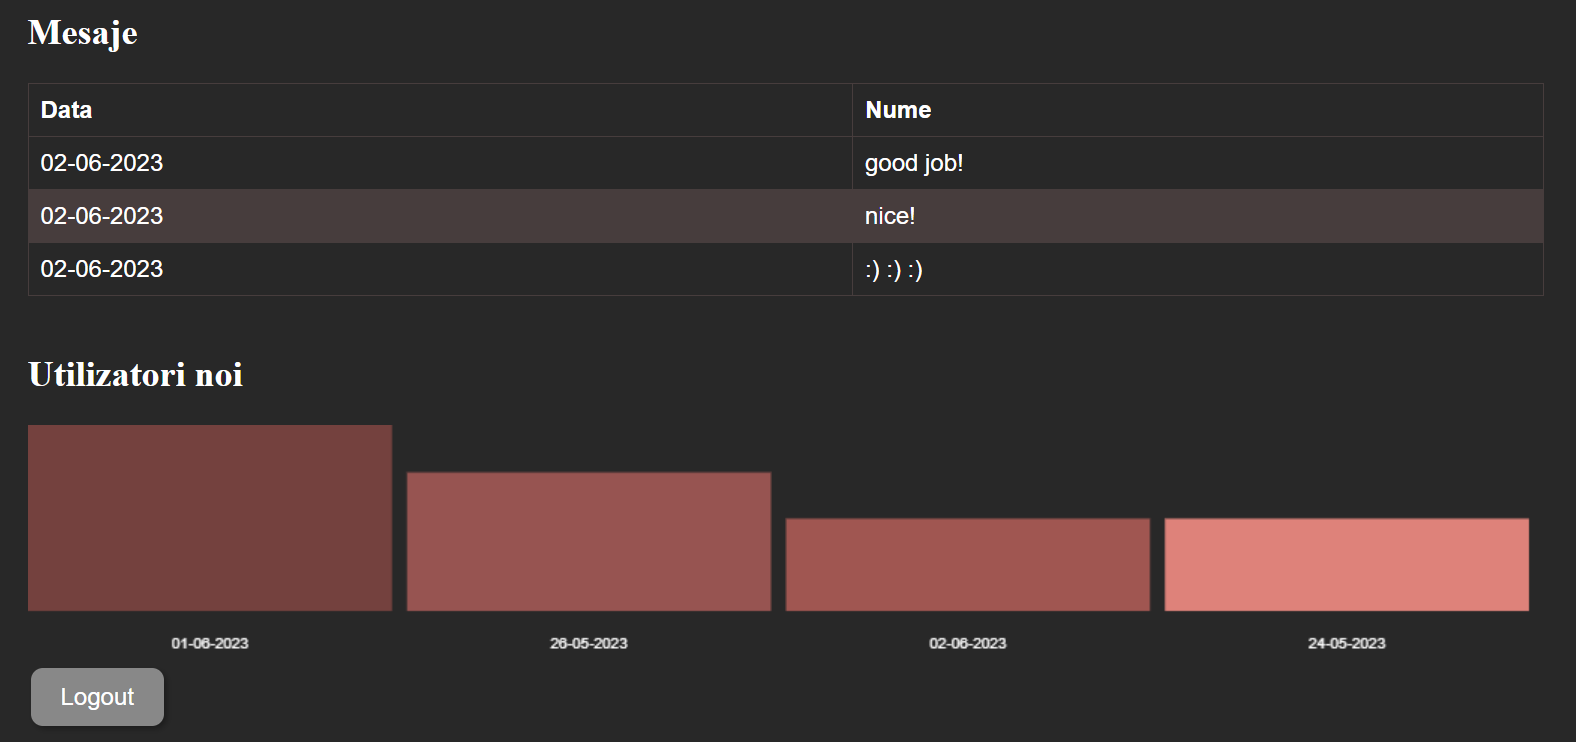 Mesaje
Data Nume
02-06-2023 good job!
02-06-2023 nice!
02-06-2023 :) :) :)
Utilizatori noi
01-06-2023 26-05-2023 02-06-2023 24-05-2023
Logout